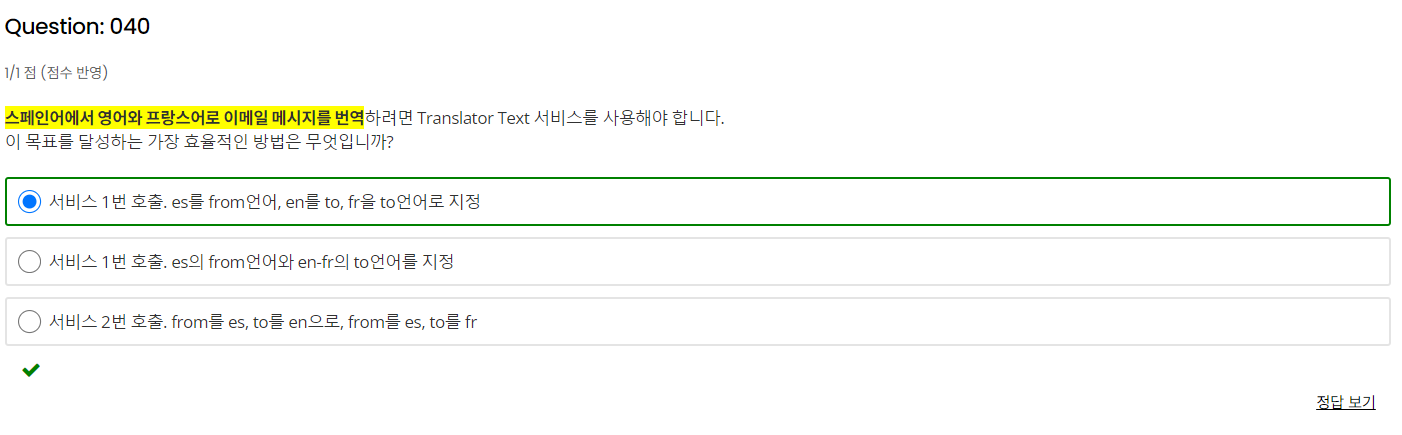 Question: 040
1/1 점 (점수 반영)
스페인어에서 영어와 프랑스어로 이메일 메시지를 번역하려면 Translator Text 서비스를 사용해야 합니다.
이 목표를 달성하는 가장 효율적인 방법은 무엇입니까?
서비스 1번 호출. es를 from언어, en를 to, fr을 to언어로 지정
서비스 1번 호출. es의 from언어와 en-fr의 to언어를 지정
서비스 2번 호출. from를 es, to를 en으로, from를 es, to를 fr
정답 보기